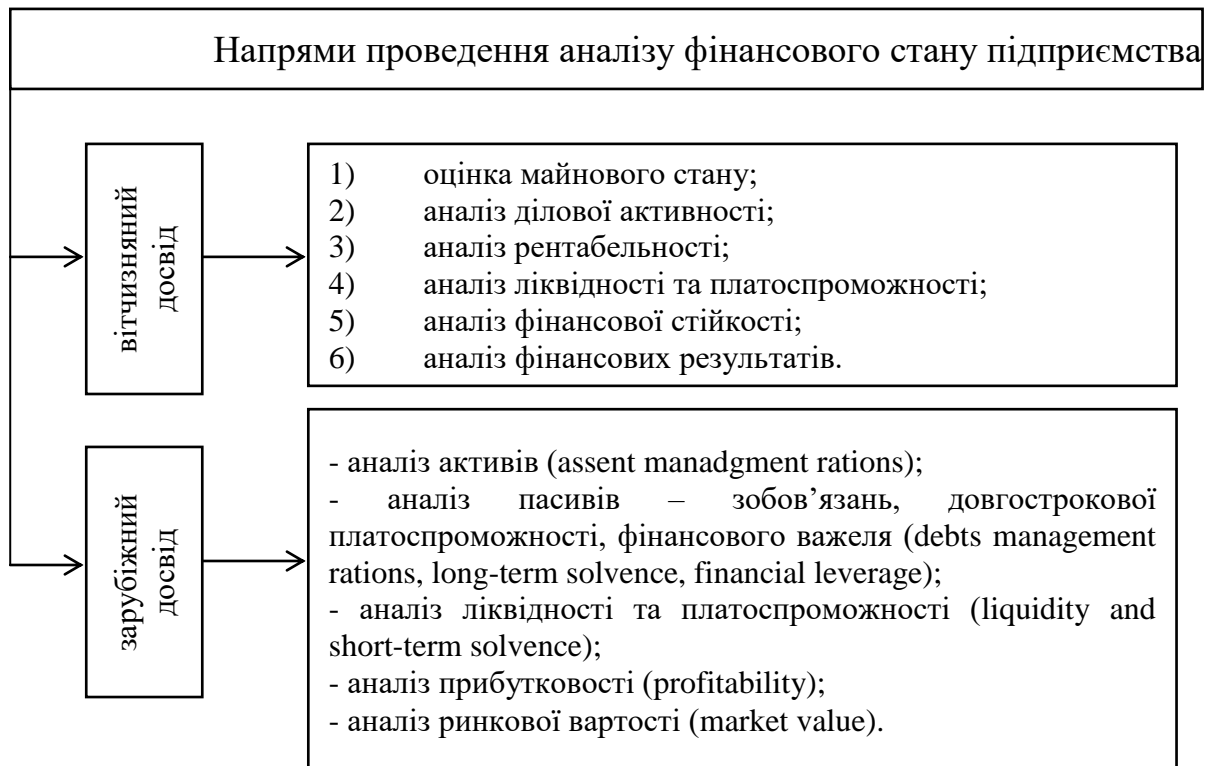 Напрями проведення аналізу фінансового стану підприємства
вітчизняний
досвід
1) оцінка майнового стану;
2) аналіз ділової активності;
3) аналіз рентабельності;
4) аналіз ліквідності та платоспроможності;
5) аналіз фінансової стійкості;
6) аналіз фінансових результатів.
зарубіжний
досвід
- аналіз активів (assent manadgment rations);
- аналіз пасивів – зобов’язань, довгострокової
платоспроможності, фінансового важеля (debts management
rations, long-term solvence, financial leverage);
- аналіз ліквідності та платоспроможності (liquidity and
short-term solvence);
- аналіз прибутковості (profitability);
- аналіз ринкової вартості (market value).